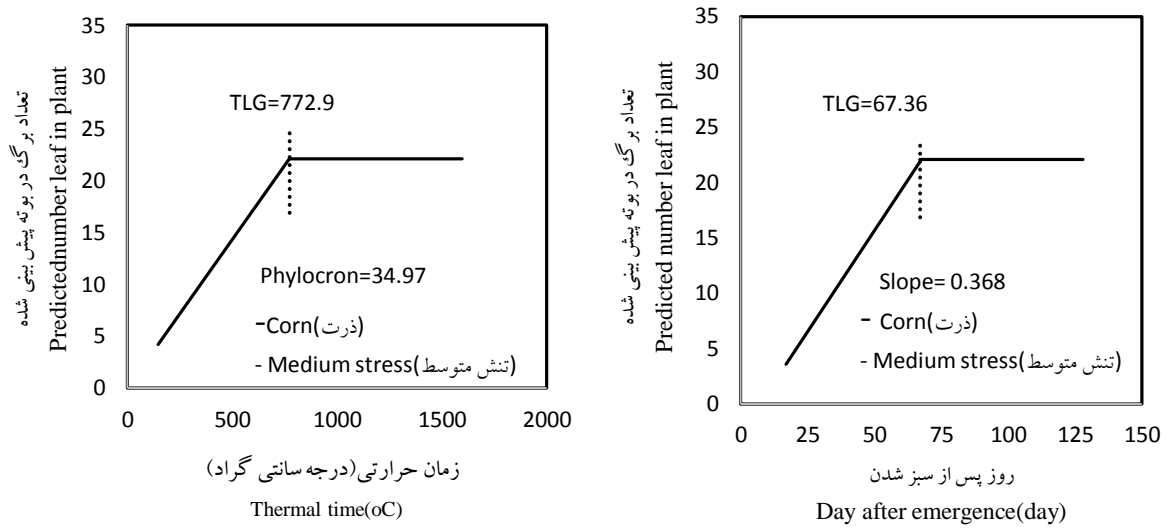 35
30
25
20
15
10
5
0
تعداد برگ در بوته پیش بینی شده
Predictednumber leaf in plant
TLG=772.9
Phylocron=34.97
-Corn(ذرت)
- Medium stress(تنش متوسط)
0 500 1000 1500 2000
زمان حرارتی(درجه سانتی گراد)
Thermal time(oC)
35
30
25
20
15
10
5
0
تعداد برگ در بوته پیش بینی شده
Predicted number leaf in plant
TLG=67.36
Slope= 0.368
- Corn(ذرت)
- Medium stress(تنش متوسط)
0 25 50 75 100 125 150
روز پس از سبز شدن
Day after emergence(day)